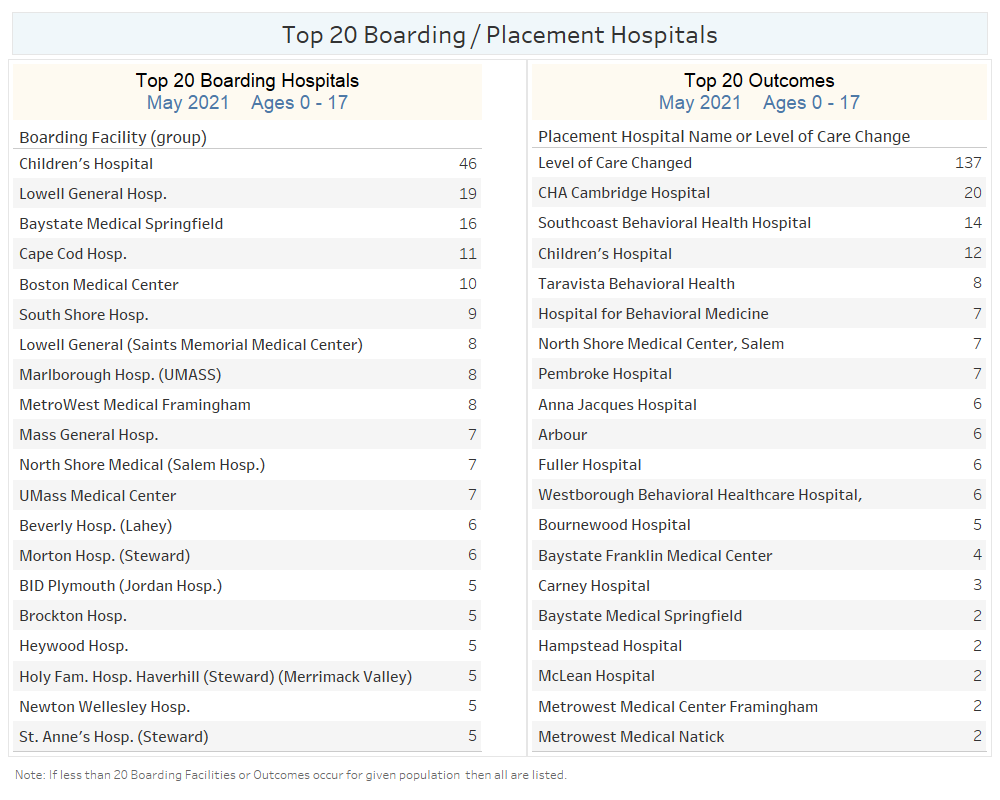 Top 20 Boarding / Placement Hospitals
Top 20 Boarding Hospitals
May 2021 Ages 0 - 17
Boarding Facility (group)
Children's Hospital 46
Lowell General Hosp. 19
Baystate Medical Springfield 16
Cape Cod Hosp. 11
Boston Medical Center 10
South Shore Hosp. 9
Lowell General (Saints Memorial Medical Center) 8
Marlborough Hosp. (UMASS) 8
MetroWest Medical Framingham 8
Mass General Hosp. 7
North Shore Medical (Salem Hosp.) 7
UMass Medical Center 7
Beverly Hosp. (Lahey) 6
Morton Hosp. (Steward) 6
BID Plymouth (Jordan Hosp.) 5
Brockton Hosp. 5
Heywood Hosp. 5
Holy Fam. Hosp. Haverhill (Steward) (Merrimack Valley) 5
Newton Wellesley Hosp. 5
St. Anne's Hosp. (Steward) 5
Top 20 Outcomes
May 2021 Ages 0 - 17
Placement Hospital Name or Level of Care Change
Level of Care Changed 137
CHA Cambridge Hospital 20
Southcoast Behavioral Health Hospital 14
Children's Hospital 12
Taravista Behavioral Health 8
Hospital for Behavioral Medicine 7
North Shore Medical Center, Salem 7
Pembroke Hospital 7
Anna Jacques Hospital 6
Arbour 6
Fuller Hospital 6
Westborough Behavioral Healthcare Hospital, 6
Bournewood Hospital 5
Baystate Franklin Medical Center 4
Carney Hospital 3
Baystate Medical Springfield 2
Hampstead Hospital 2
McLean Hospital 2
Metrowest Medical Center Framingham 2
Metrowest Medical Natick 2
Note: If less than 20 Boarding Facilities or Outcomes occur for given population then all are listed.